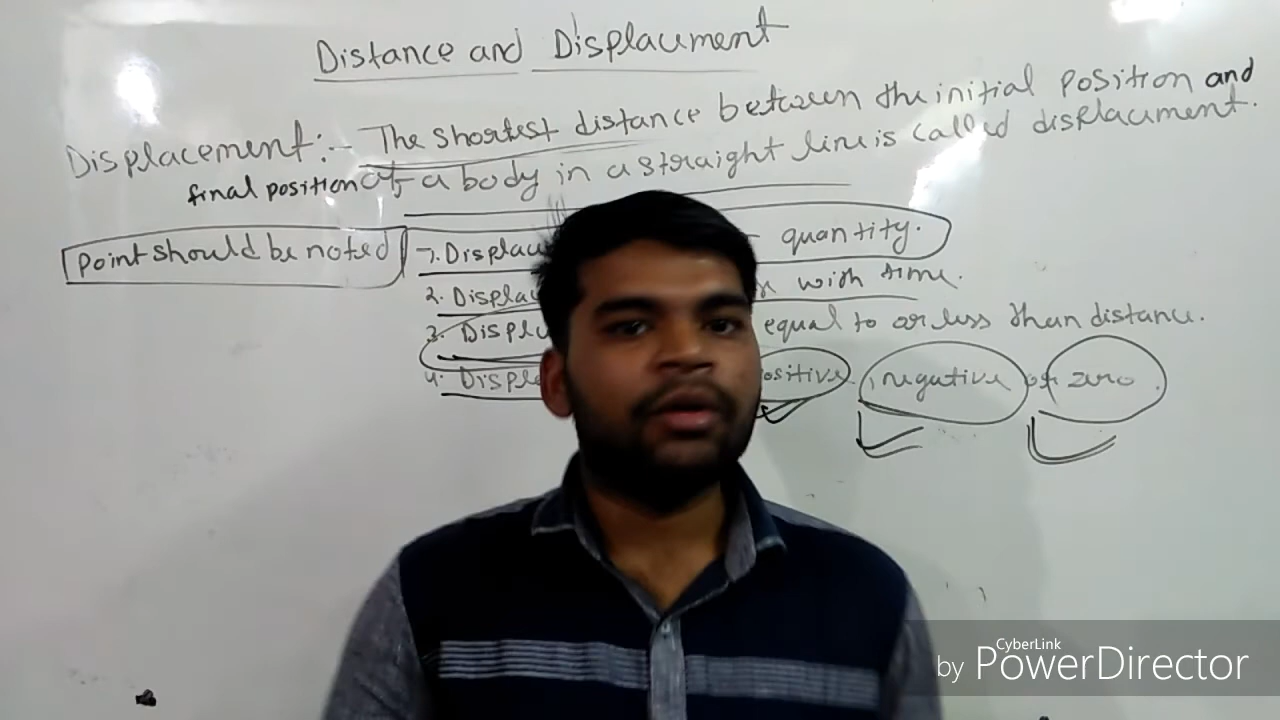 Distance and Displacement
Displacement:- The shortest distance between the initial position and
final position of a body in a straight line is called displacement.
Point should be noted
1. Displac quantity.
2. Displac with time.
3. Displ equal to or less than distance.
4. Displa ositive, negative or zero.
CyberLink
by PowerDirector